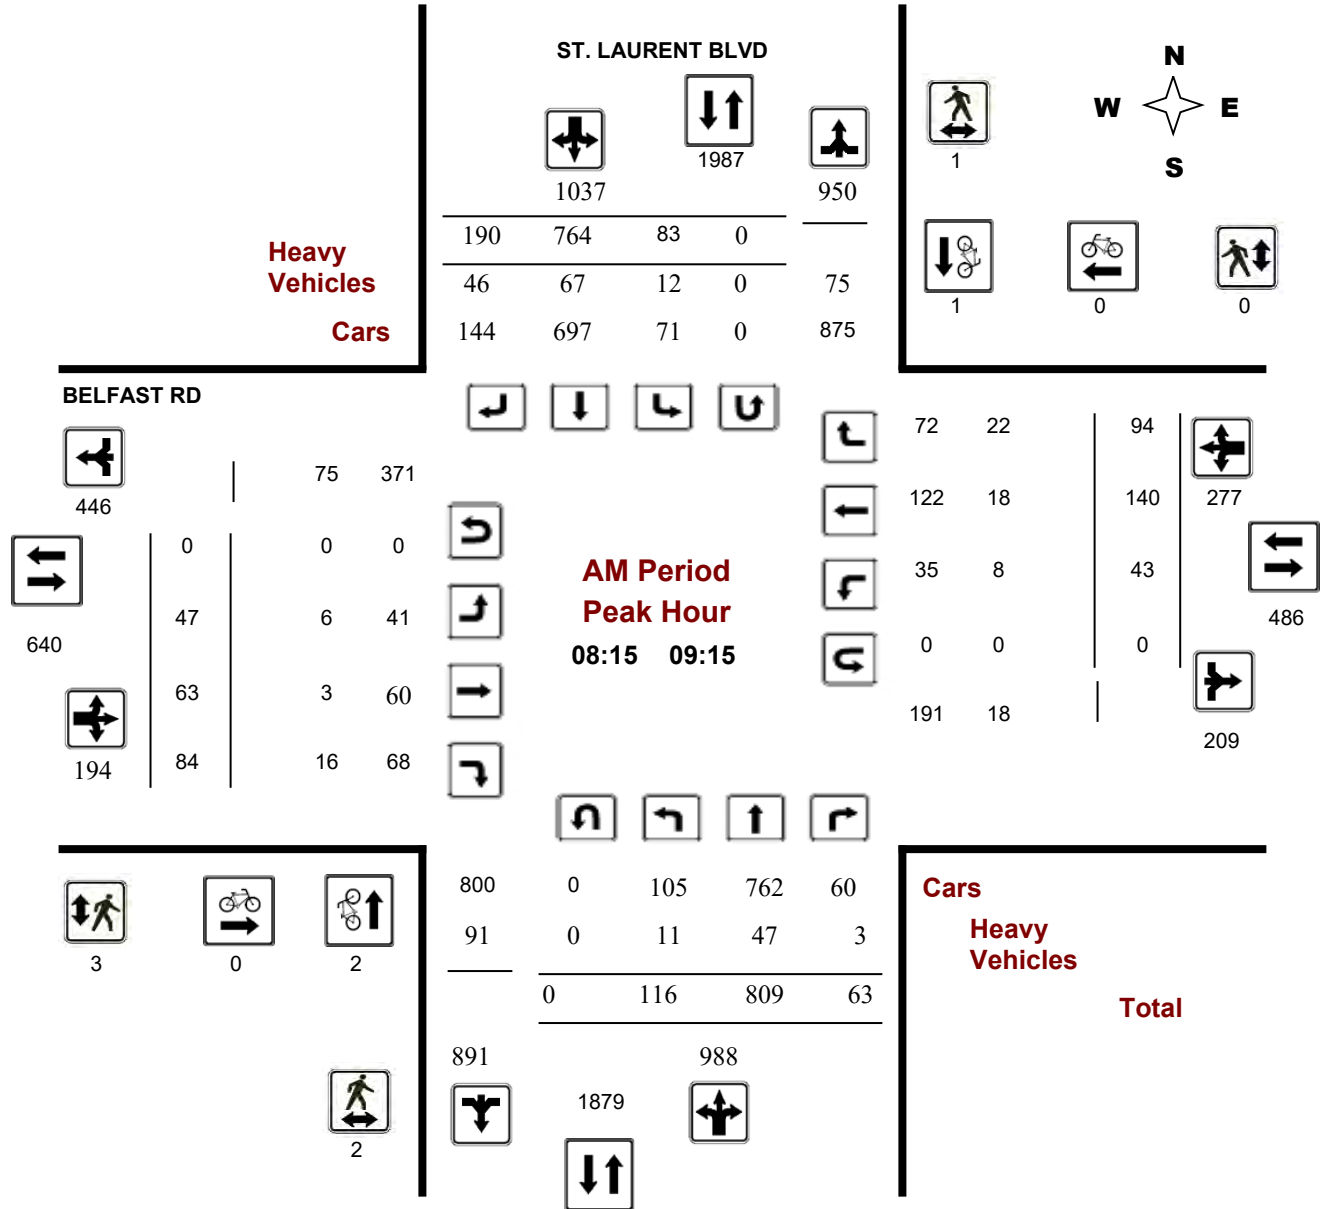 ST. LAURENT BLVD
N
W E
S
1987
1
1037 950
190 764 83 0
Heavy
Vehicles
46 67 12 0 75
Cars
144 697 71 0 875
1 0 0
BELFAST RD
72 22 94
75 371
446
122 18 140 277
0 0 0
35 8 43
AM Period
Peak Hour
47 6 41
486
640
08:15 09:15
0 0 0
63 3 60
191 18
209
194 84 16 68
800 0 105 762 60
Cars
91 0 11 47 3
Heavy
Vehicles
3 0 2
0 116 809 63
Total
891 988
1879
2